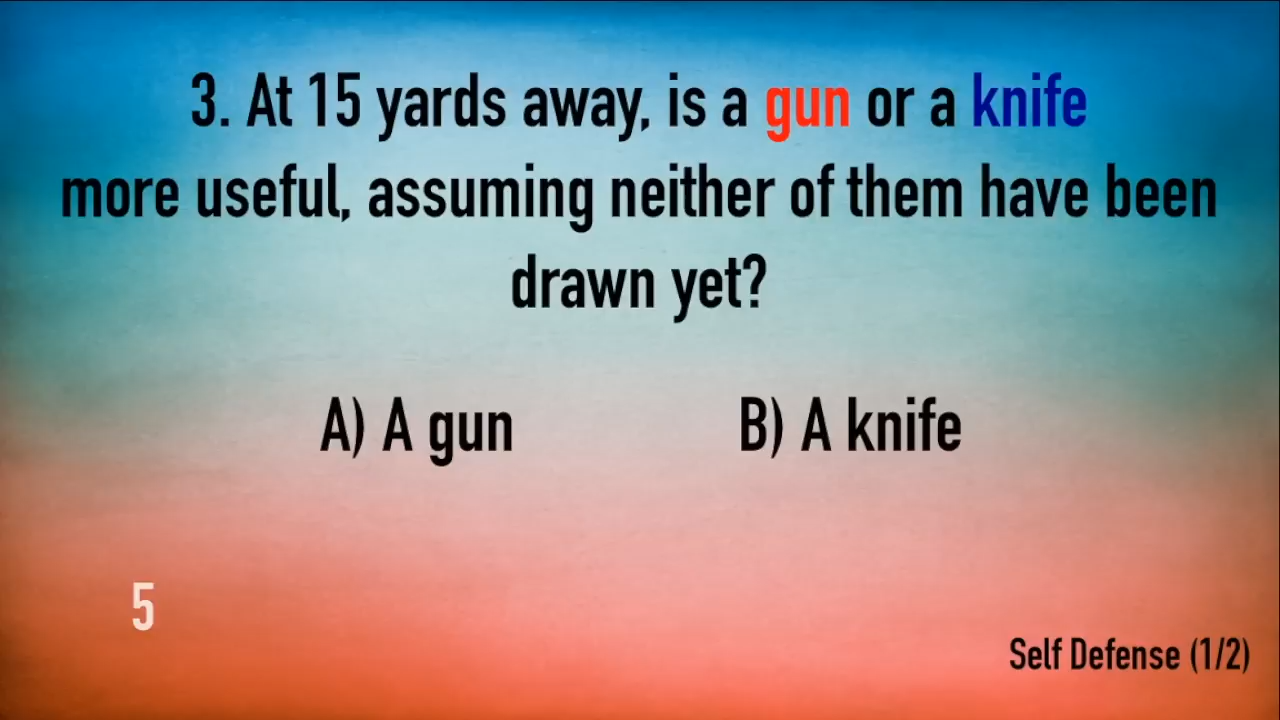 3. At 15 yards away, is a gun or a knife
more useful, assuming neither of them have been
drawn yet?
A) A gun B) A knife
5
Self Defense (1/2)